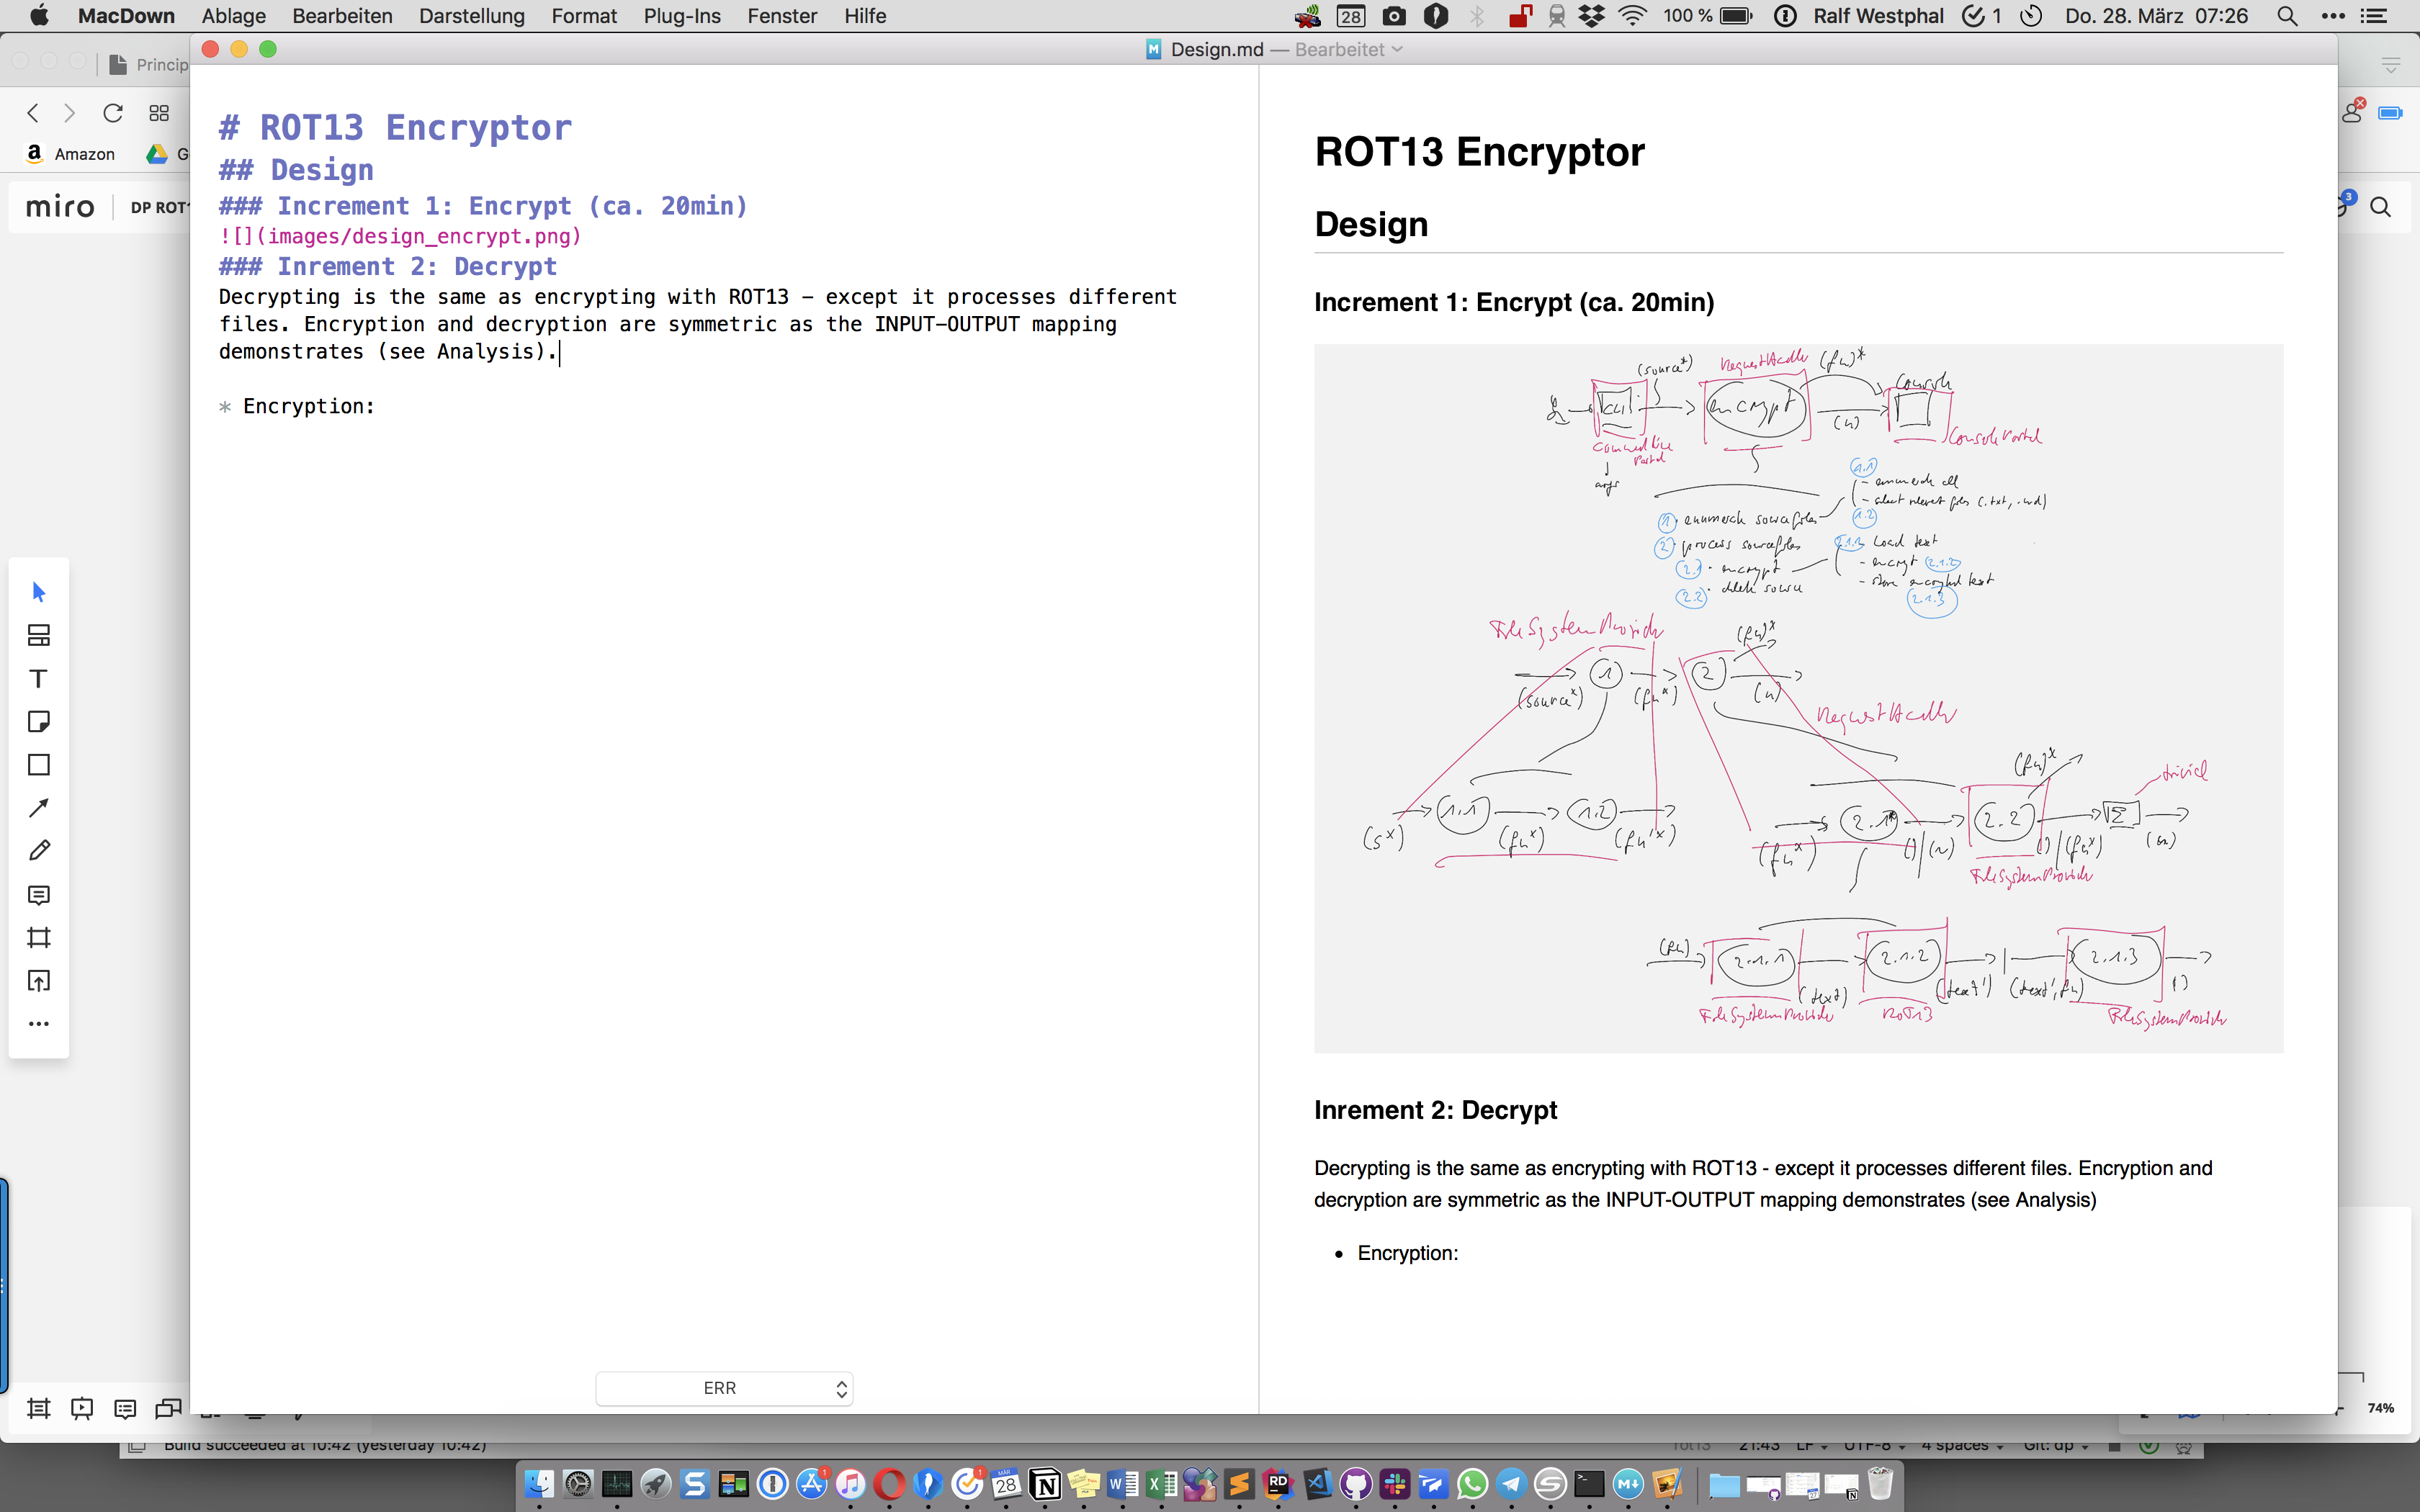 MacDown Ablage Bearbeiten Darstellung Format Plug-Ins Fenster Hilfe
28 100 % Ralf Westphal 1 Do. 28. März 07:26
Design.md — Bearbeitet
Princip
Amazon G
miro DP ROT1
3
# ROT13 Encryptor
## Design
### Increment 1: Encrypt (ca. 20min)
![](images/design_encrypt.png)
### Inrement 2: Decrypt
Decrypting is the same as encrypting with ROT13 – except it processes different
files. Encryption and decryption are symmetric as the INPUT-OUTPUT mapping
demonstrates (see Analysis).
* Encryption:
ERR
ROT13 Encryptor
Design
Increment 1: Encrypt (ca. 20min)
(source*) RequestHandler (fn)*
CLI encrypt Console
(n)
ConsolePortal
Portal
args
1.1 - enumerate all
- select relevant files (.txt, .md)
1 enumerate source files 1.2
2 process source files 2.1.1 load text
2.1 encrypt - encrypt 2.1.2
2.2 delete source - store encrypted text
2.1.3
FileSystemProvider (fn)*
1 2
(source*) (fn*) (n)
RequestHandler
(fn)*
trivial
1.1 1.2 2.1 2.2 Σ
(s*) (fn*) (fn'*) (fn*) ()/(n) ()/(fn*) (n)
FileSystemProvider
(fn) 2.1.1 2.1.2 2.1.3
(text) (text') (text', fn) ()
FileSystemProvider ROT13 FileSystemProvider
Inrement 2: Decrypt
Decrypting is the same as encrypting with ROT13 - except it processes different files. Encryption and
decryption are symmetric as the INPUT-OUTPUT mapping demonstrates (see Analysis)
• Encryption:
74%
Build succeeded at 10:42 (yesterday 10:42) rot13 21:43 LF UTF-8 4 spaces Git: dp